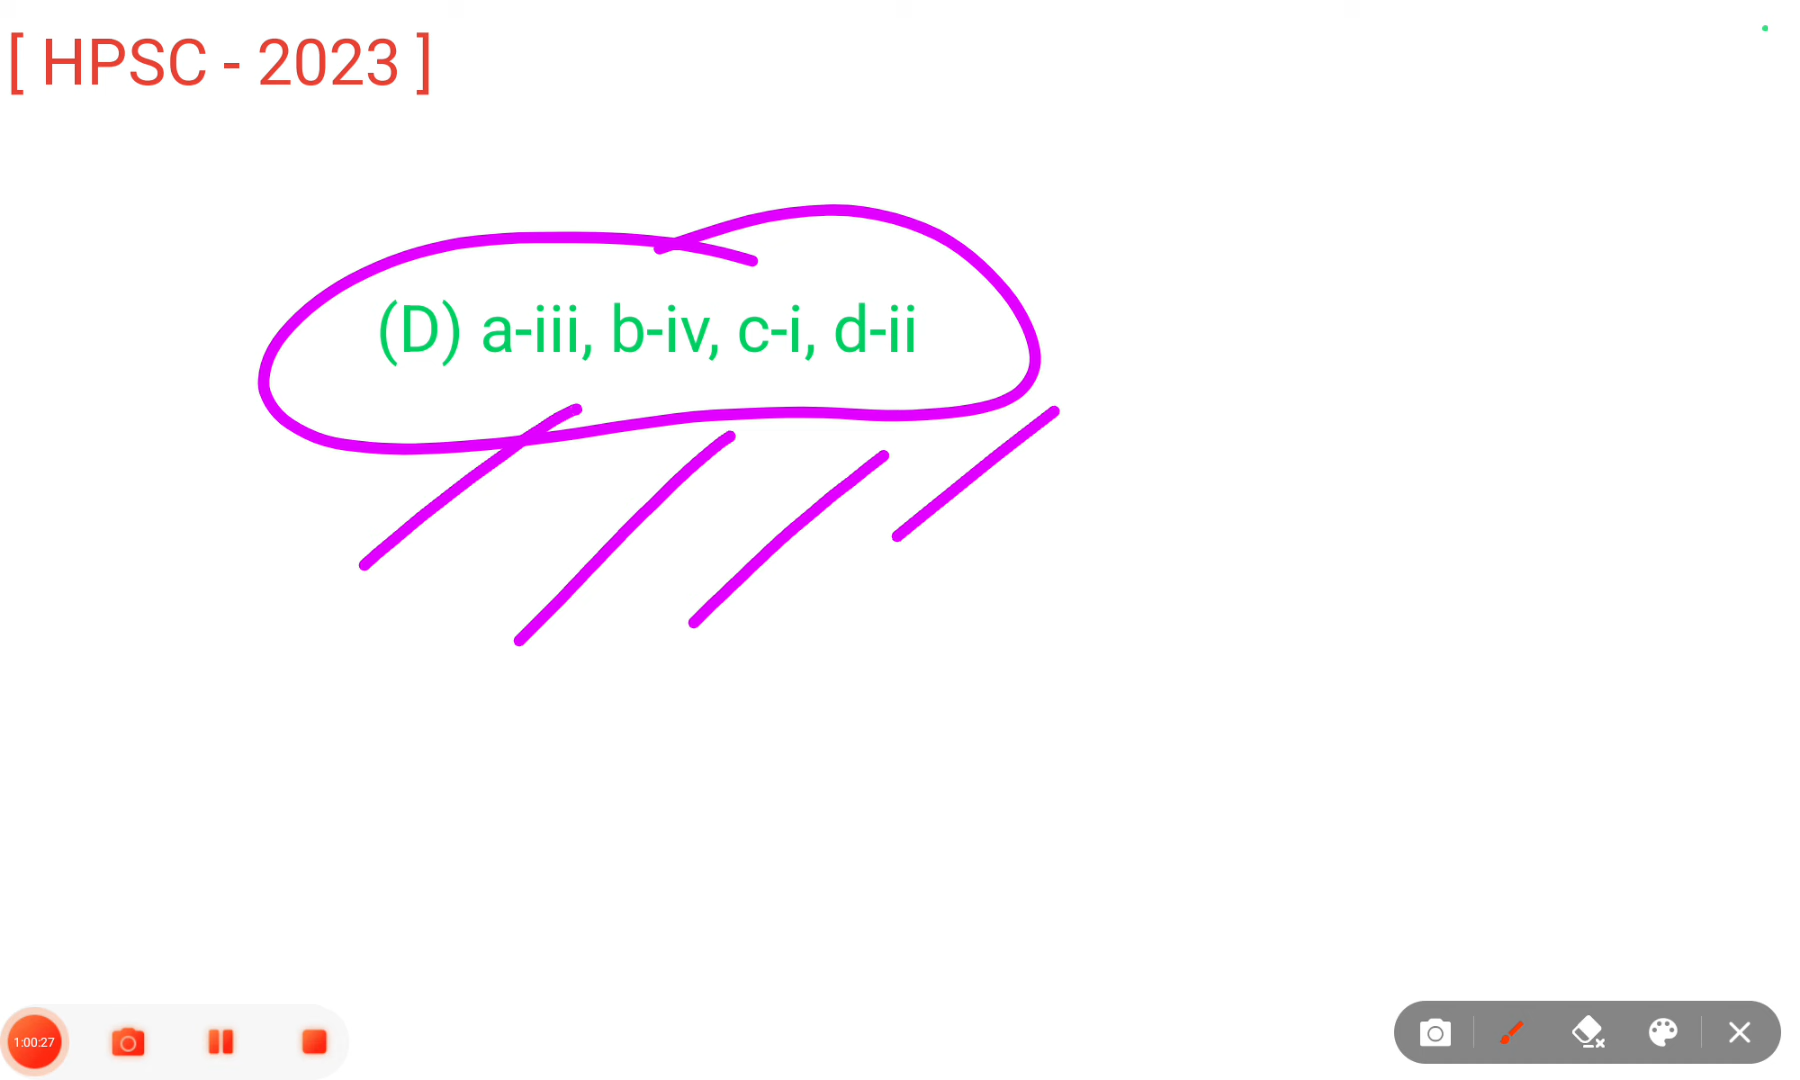 [ HPSC - 2023 ]
(D) a-iii, b-iv, c-i, d-ii
1:00:27